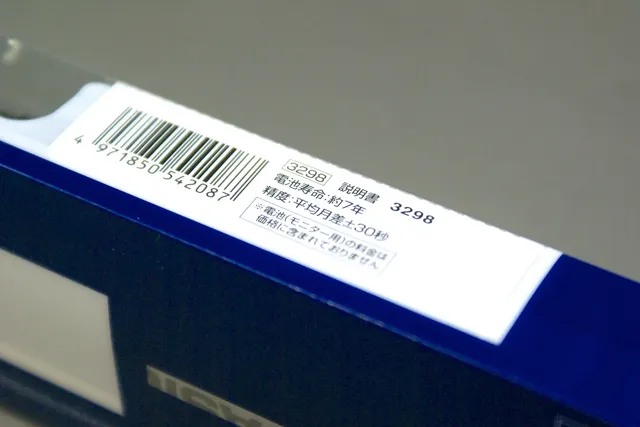 4 971850 542087
3298 説明書 3298
電池寿命:約7年
精度:平均月差±30秒
※電池(モニター用)の料金は
価格に含まれておりません